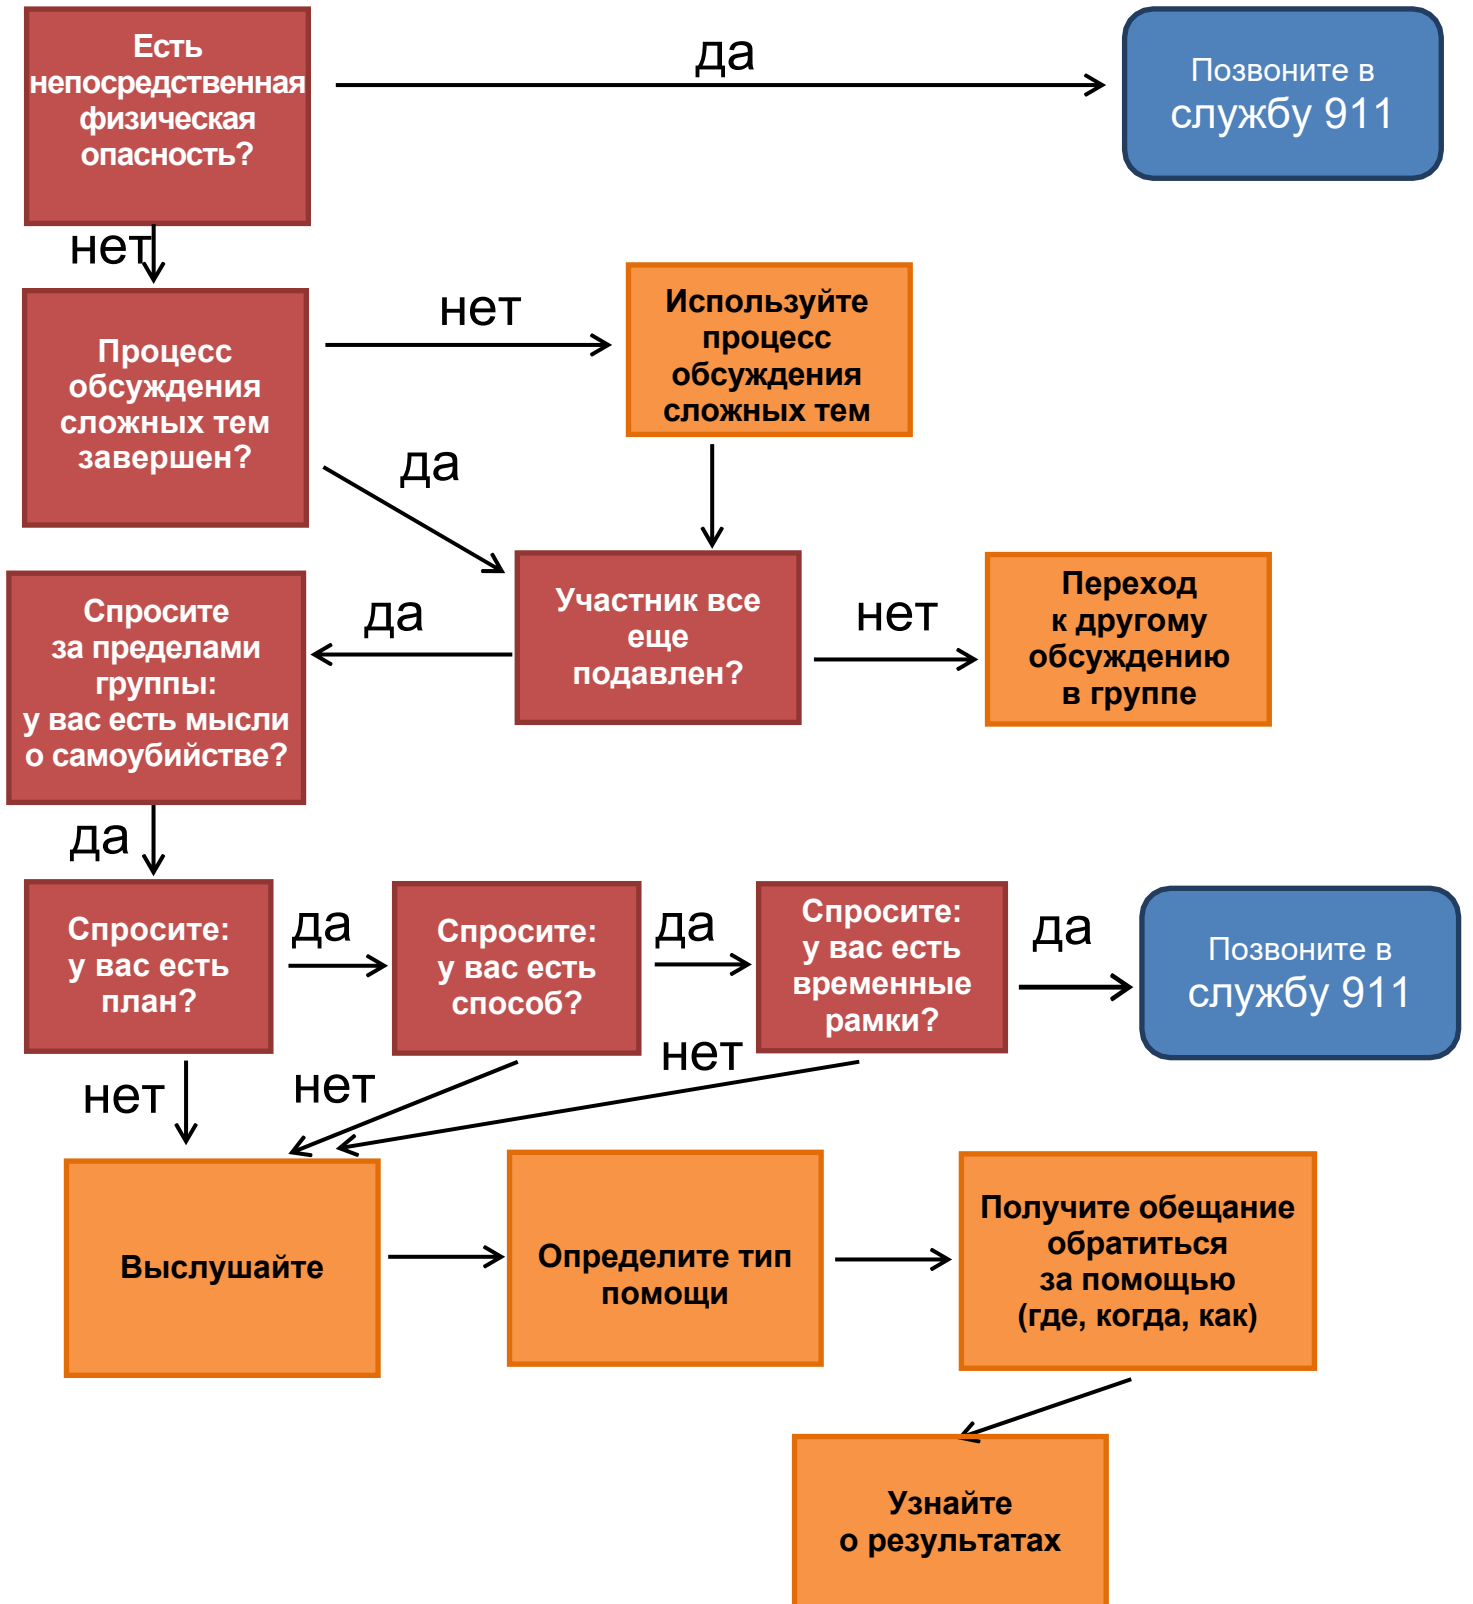 Есть
непосредственная
физическая
опасность?
да
Позвоните в
службу 911
нет
Процесс
обсуждения
сложных тем
завершен?
нет
Используйте
процесс
обсуждения
сложных тем
да
Спросите
за пределами
группы:
у вас есть мысли
о самоубийстве?
да
Участник все
еще
подавлен?
нет
Переход
к другому
обсуждению
в группе
да
Спросите:
у вас есть
план?
да
Спросите:
у вас есть
способ?
да
Спросите:
у вас есть
временные
рамки?
да
Позвоните в
службу 911
нет
нет
нет
Выслушайте
Определите тип
помощи
Получите обещание
обратиться
за помощью
(где, когда, как)
Узнайте
о результатах